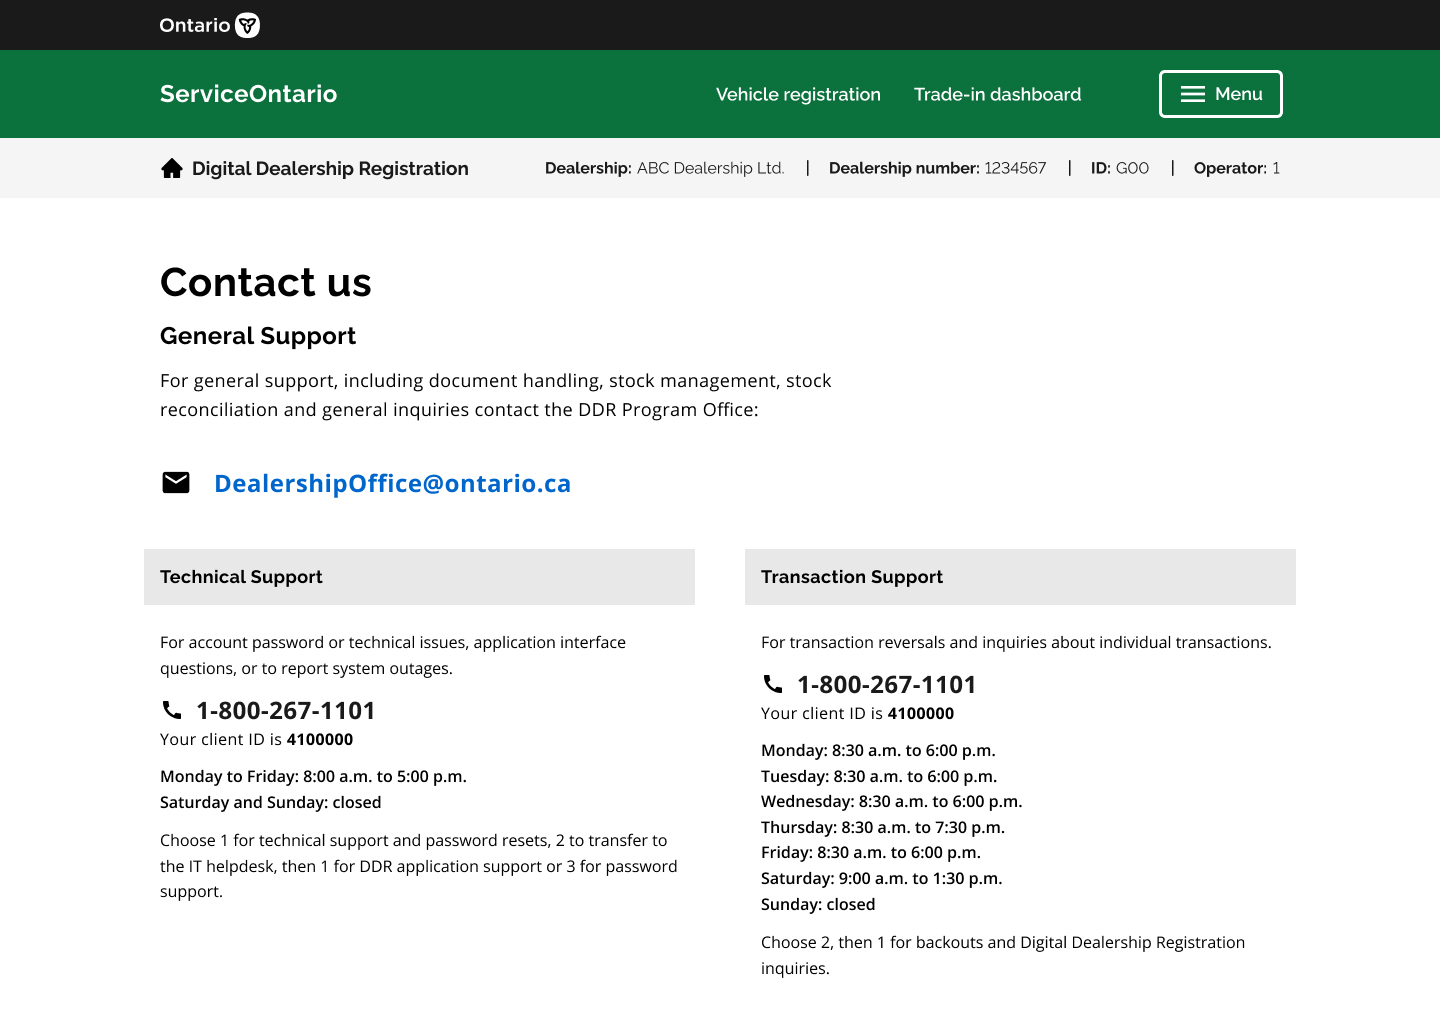 Ontario
ServiceOntario
Vehicle registration
Trade-in dashboard
Menu
Digital Dealership Registration
Dealership: ABC Dealership Ltd. | Dealership number: 1234567 | ID: G00 | Operator: 1
Contact us
General Support
For general support, including document handling, stock management, stock
reconciliation and general inquiries contact the DDR Program Office:
DealershipOffice@ontario.ca
Technical Support
For account password or technical issues, application interface
questions, or to report system outages.
1-800-267-1101
Your client ID is 4100000
Monday to Friday: 8:00 a.m. to 5:00 p.m.
Saturday and Sunday: closed
Choose 1 for technical support and password resets, 2 to transfer to
the IT helpdesk, then 1 for DDR application support or 3 for password
support.
Transaction Support
For transaction reversals and inquiries about individual transactions.
1-800-267-1101
Your client ID is 4100000
Monday: 8:30 a.m. to 6:00 p.m.
Tuesday: 8:30 a.m. to 6:00 p.m.
Wednesday: 8:30 a.m. to 6:00 p.m.
Thursday: 8:30 a.m. to 7:30 p.m.
Friday: 8:30 a.m. to 6:00 p.m.
Saturday: 9:00 a.m. to 1:30 p.m.
Sunday: closed
Choose 2, then 1 for backouts and Digital Dealership Registration
inquiries.